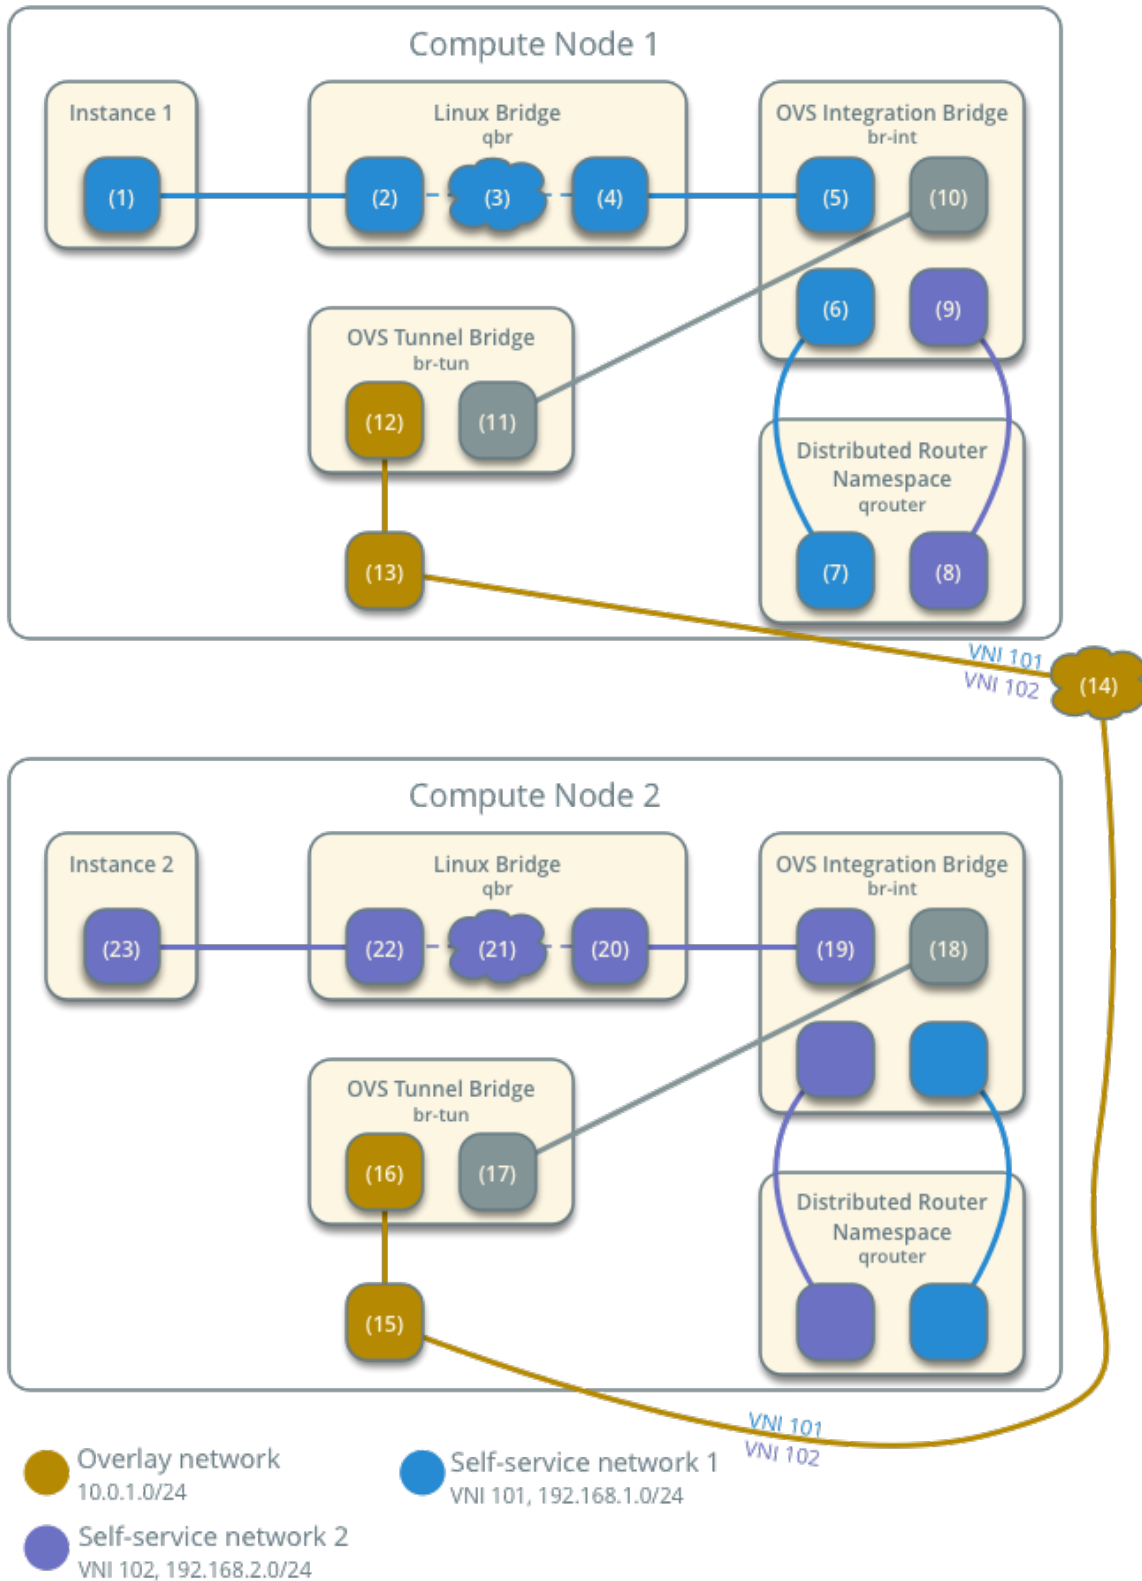 Compute Node 1
Instance 1
Linux Bridge
qbr
OVS Integration Bridge
br-int
(1)
(2)
(3)
(4)
(5)
(10)
(6)
(9)
OVS Tunnel Bridge
br-tun
(12)
(11)
Distributed Router
Namespace
qrouter
(13)
(7)
(8)
VNI 101
VNI 102
(14)
Compute Node 2
Instance 2
Linux Bridge
qbr
OVS Integration Bridge
br-int
(23)
(22)
(21)
(20)
(19)
(18)
OVS Tunnel Bridge
br-tun
(16)
(17)
Distributed Router
Namespace
qrouter
(15)
VNI 101
VNI 102
Overlay network
10.0.1.0/24
Self-service network 1
VNI 101, 192.168.1.0/24
Self-service network 2
VNI 102, 192.168.2.0/24